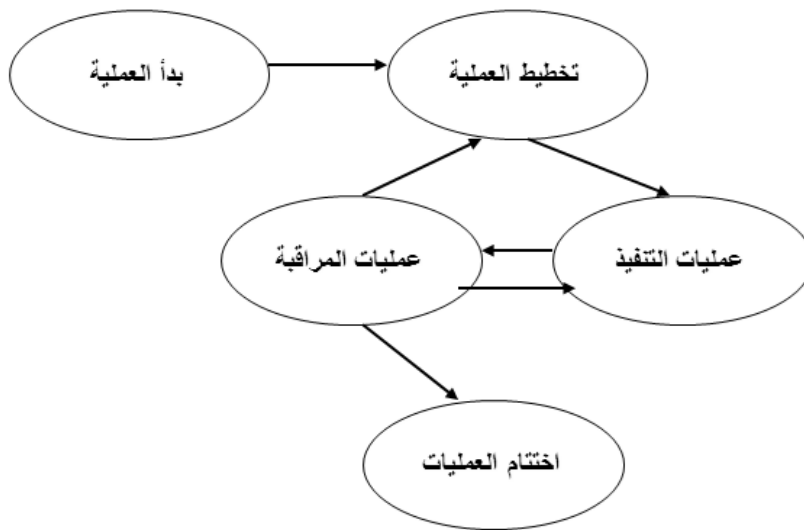 بدأ العملية
تخطيط العملية
عمليات المراقبة
عمليات التنفيذ
اختتام العمليات